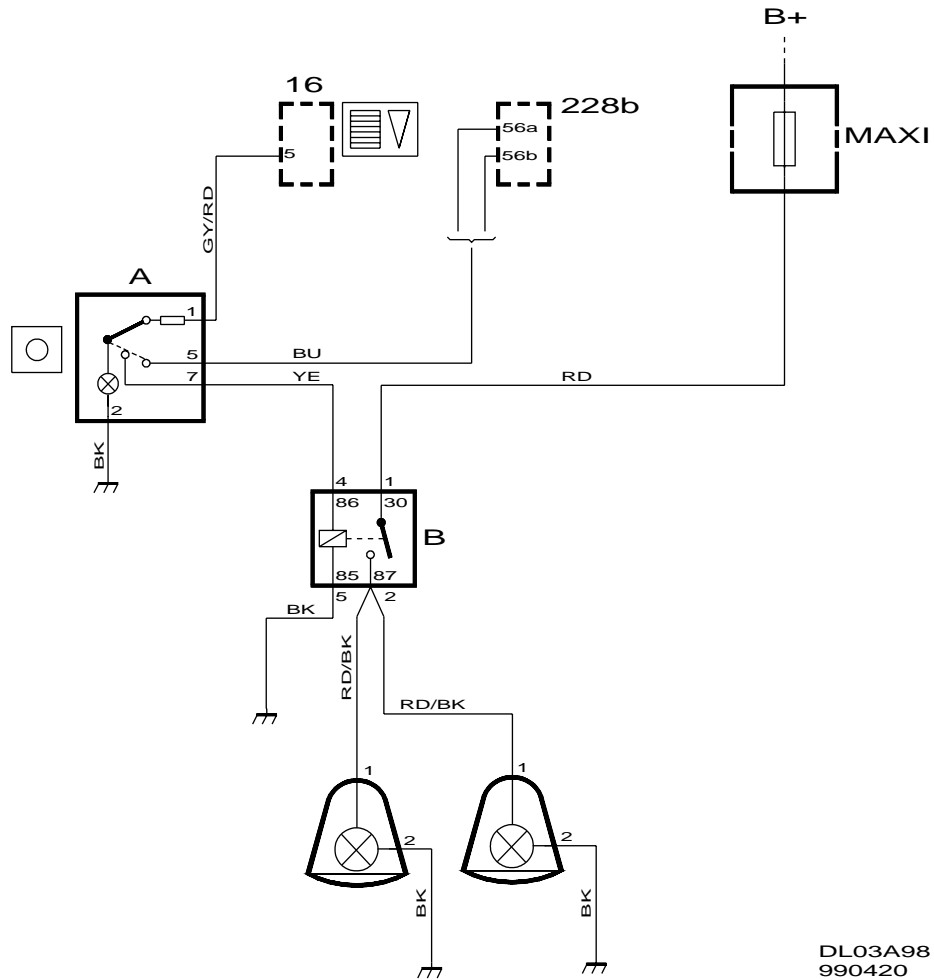 B+
16
228b
56a
MAXI
5
56b
GY/RD
A
1
5
BU
7
YE
RD
2
BK
4
1
86
30
B
85
87
5
2
BK
RD/BK
RD/BK
1
1
2
2
BK
BK
DL03A98
990420